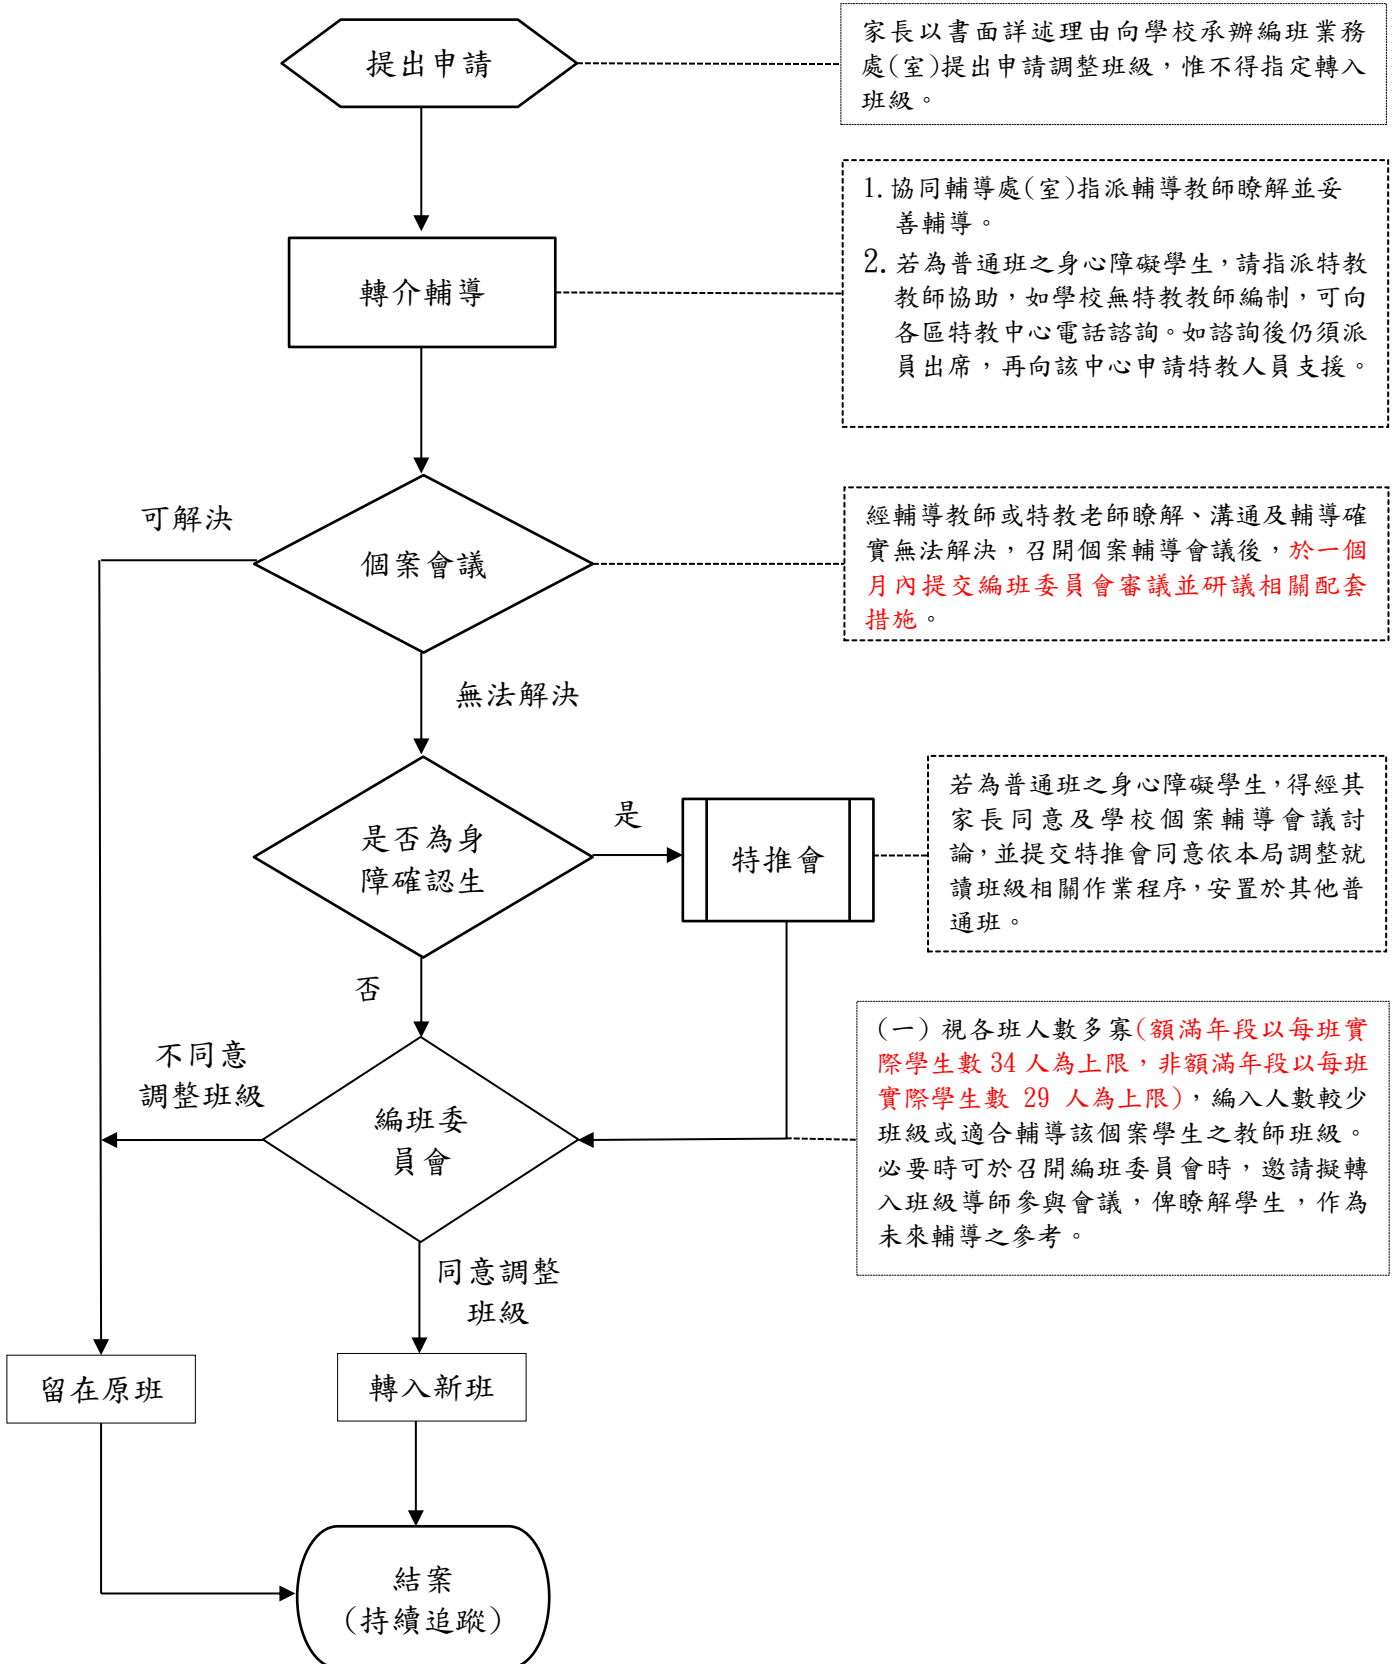 提出申請
家長以書面詳述理由向學校承辦編班業務
處(室)提出申請調整班級，惟不得指定轉入
班級。
1.協同輔導處(室)指派輔導教師瞭解並妥
善輔導。
轉介輔導
2.若為普通班之身心障礙學生，請指派特教
教師協助，如學校無特教教師編制，可向
各區特教中心電話諮詢。如諮詢後仍須派
員出席，再向該中心申請特教人員支援。
可解決
個案會議
經輔導教師或特教老師瞭解、溝通及輔導確
實無法解決，召開個案輔導會議後，於一個
月內提交編班委員會審議並研議相關配套
措施。
無法解決
是否為身
障確認生
是
特推會
若為普通班之身心障礙學生，得經其
家長同意及學校個案輔導會議討
論，並提交特推會同意依本局調整就
讀班級相關作業程序，安置於其他普
通班。
否
不同意
調整班級
編班委
員會
(一)視各班人數多寡(額滿年段以每班實
際學生數 34 人為上限，非額滿年段以每班
實際學生數 29 人為上限)，編入人數較少
班級或適合輔導該個案學生之教師班級。
必要時可於召開編班委員會時，邀請擬轉
入班級導師參與會議，俾瞭解學生，作為
未來輔導之參考。
同意調整
班級
留在原班
轉入新班
結案
(持續追蹤)